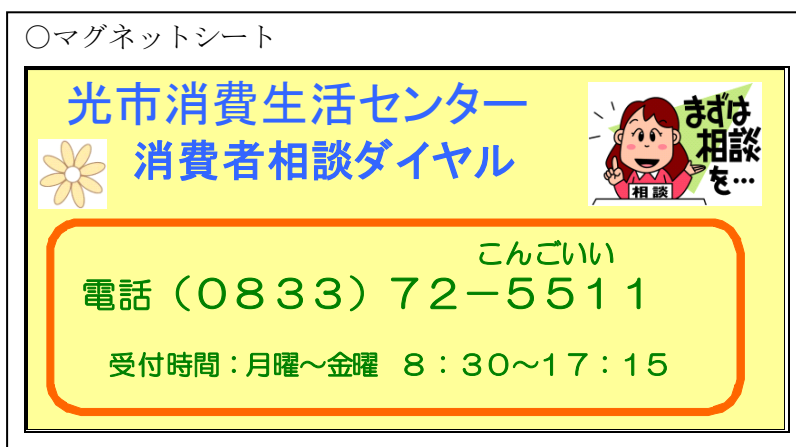 ○マグネットシート
光市消費生活センター
消費者相談ダイヤル
まずは
相談
を…
相談
こんごいい
電話（０８３３）７２－５５１１
受付時間：月曜～金曜　８：３０～１７：１５